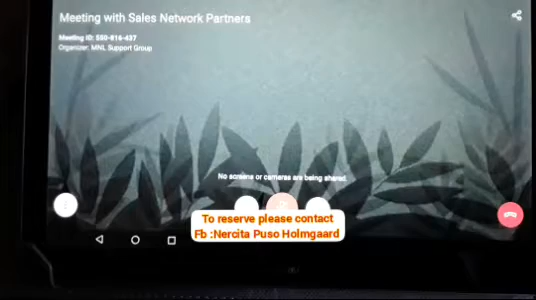 Meeting with Sales Network Partners
Meeting ID: 550-816-437
Organizer: MNL Support Group
No screens or cameras are being shared.
To reserve please contact
Fb :Nercita Puso Holmgaard